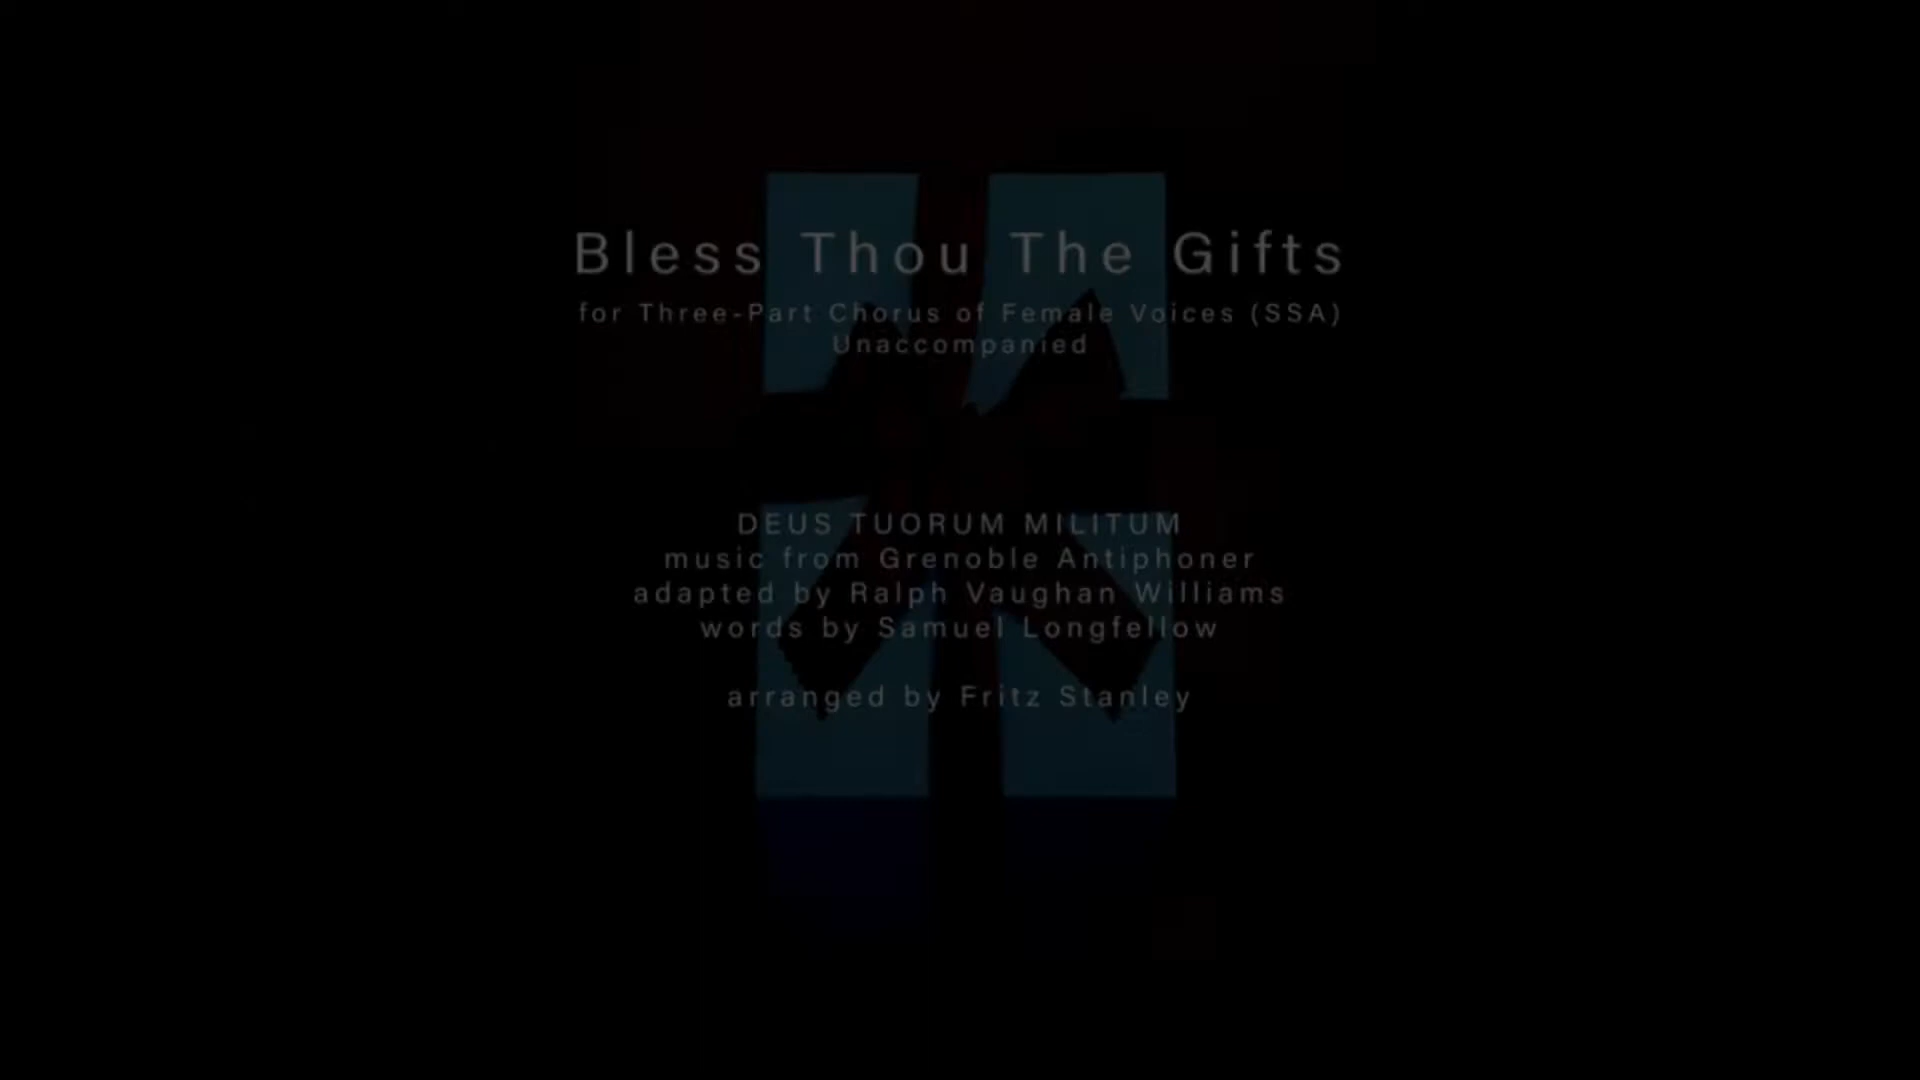 Bless Thou The Gifts
for Three-Part Chorus of Female Voices (SSA)
Unaccompanied
DEUS TUORUM MILITUM
music from Grenoble Antiphoner
adapted by Ralph Vaughan Williams
words by Samuel Longfellow
arranged by Fritz Stanley